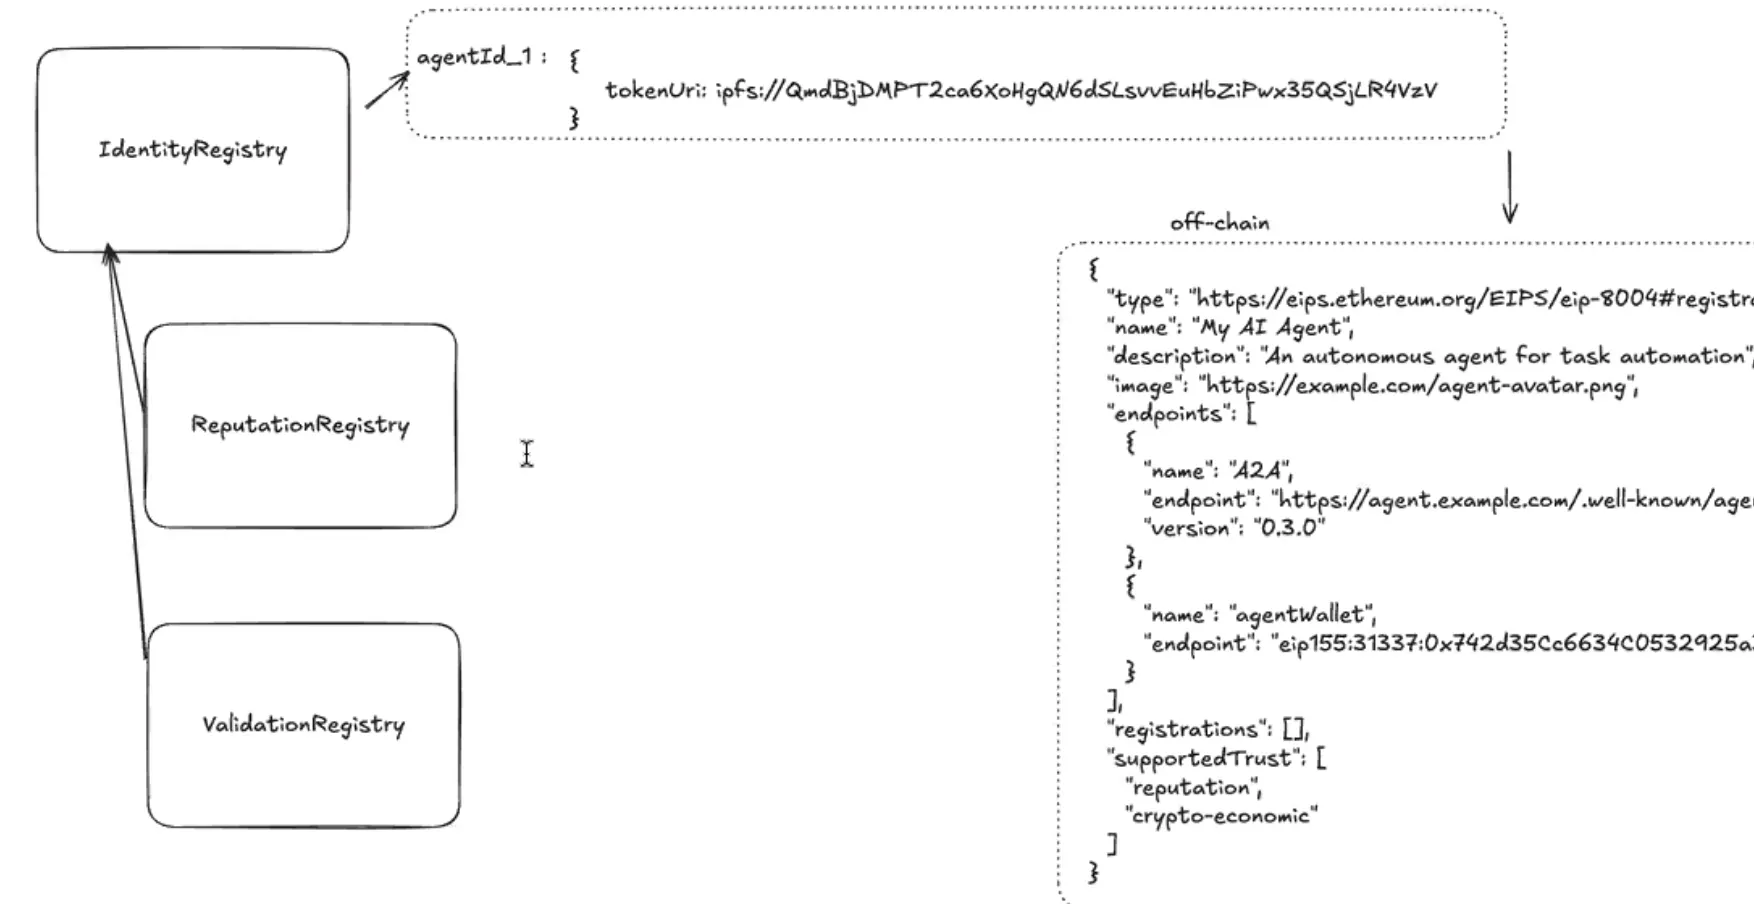 IdentityRegistry
agentId_1 : {
tokenUri: ipfs://QmdBjDMPT2ca6XoHgQN6dSLsvvEuHbZiPwx35QSjLR4VzV
}
off-chain
{
"type": "https://eips.ethereum.org/EIPS/eip-8004#registra
"name": "My AI Agent",
"description": "An autonomous agent for task automation",
"image": "https://example.com/agent-avatar.png",
"endpoints": [
{
"name": "A2A",
"endpoint": "https://agent.example.com/.well-known/age
"version": "0.3.0"
},
{
"name": "agentWallet",
"endpoint": "eip155:31337:0x742d35Cc6634C0532925a
}
],
"registrations": [],
"supportedTrust": [
"reputation",
"crypto-economic"
]
}
ReputationRegistry
ValidationRegistry